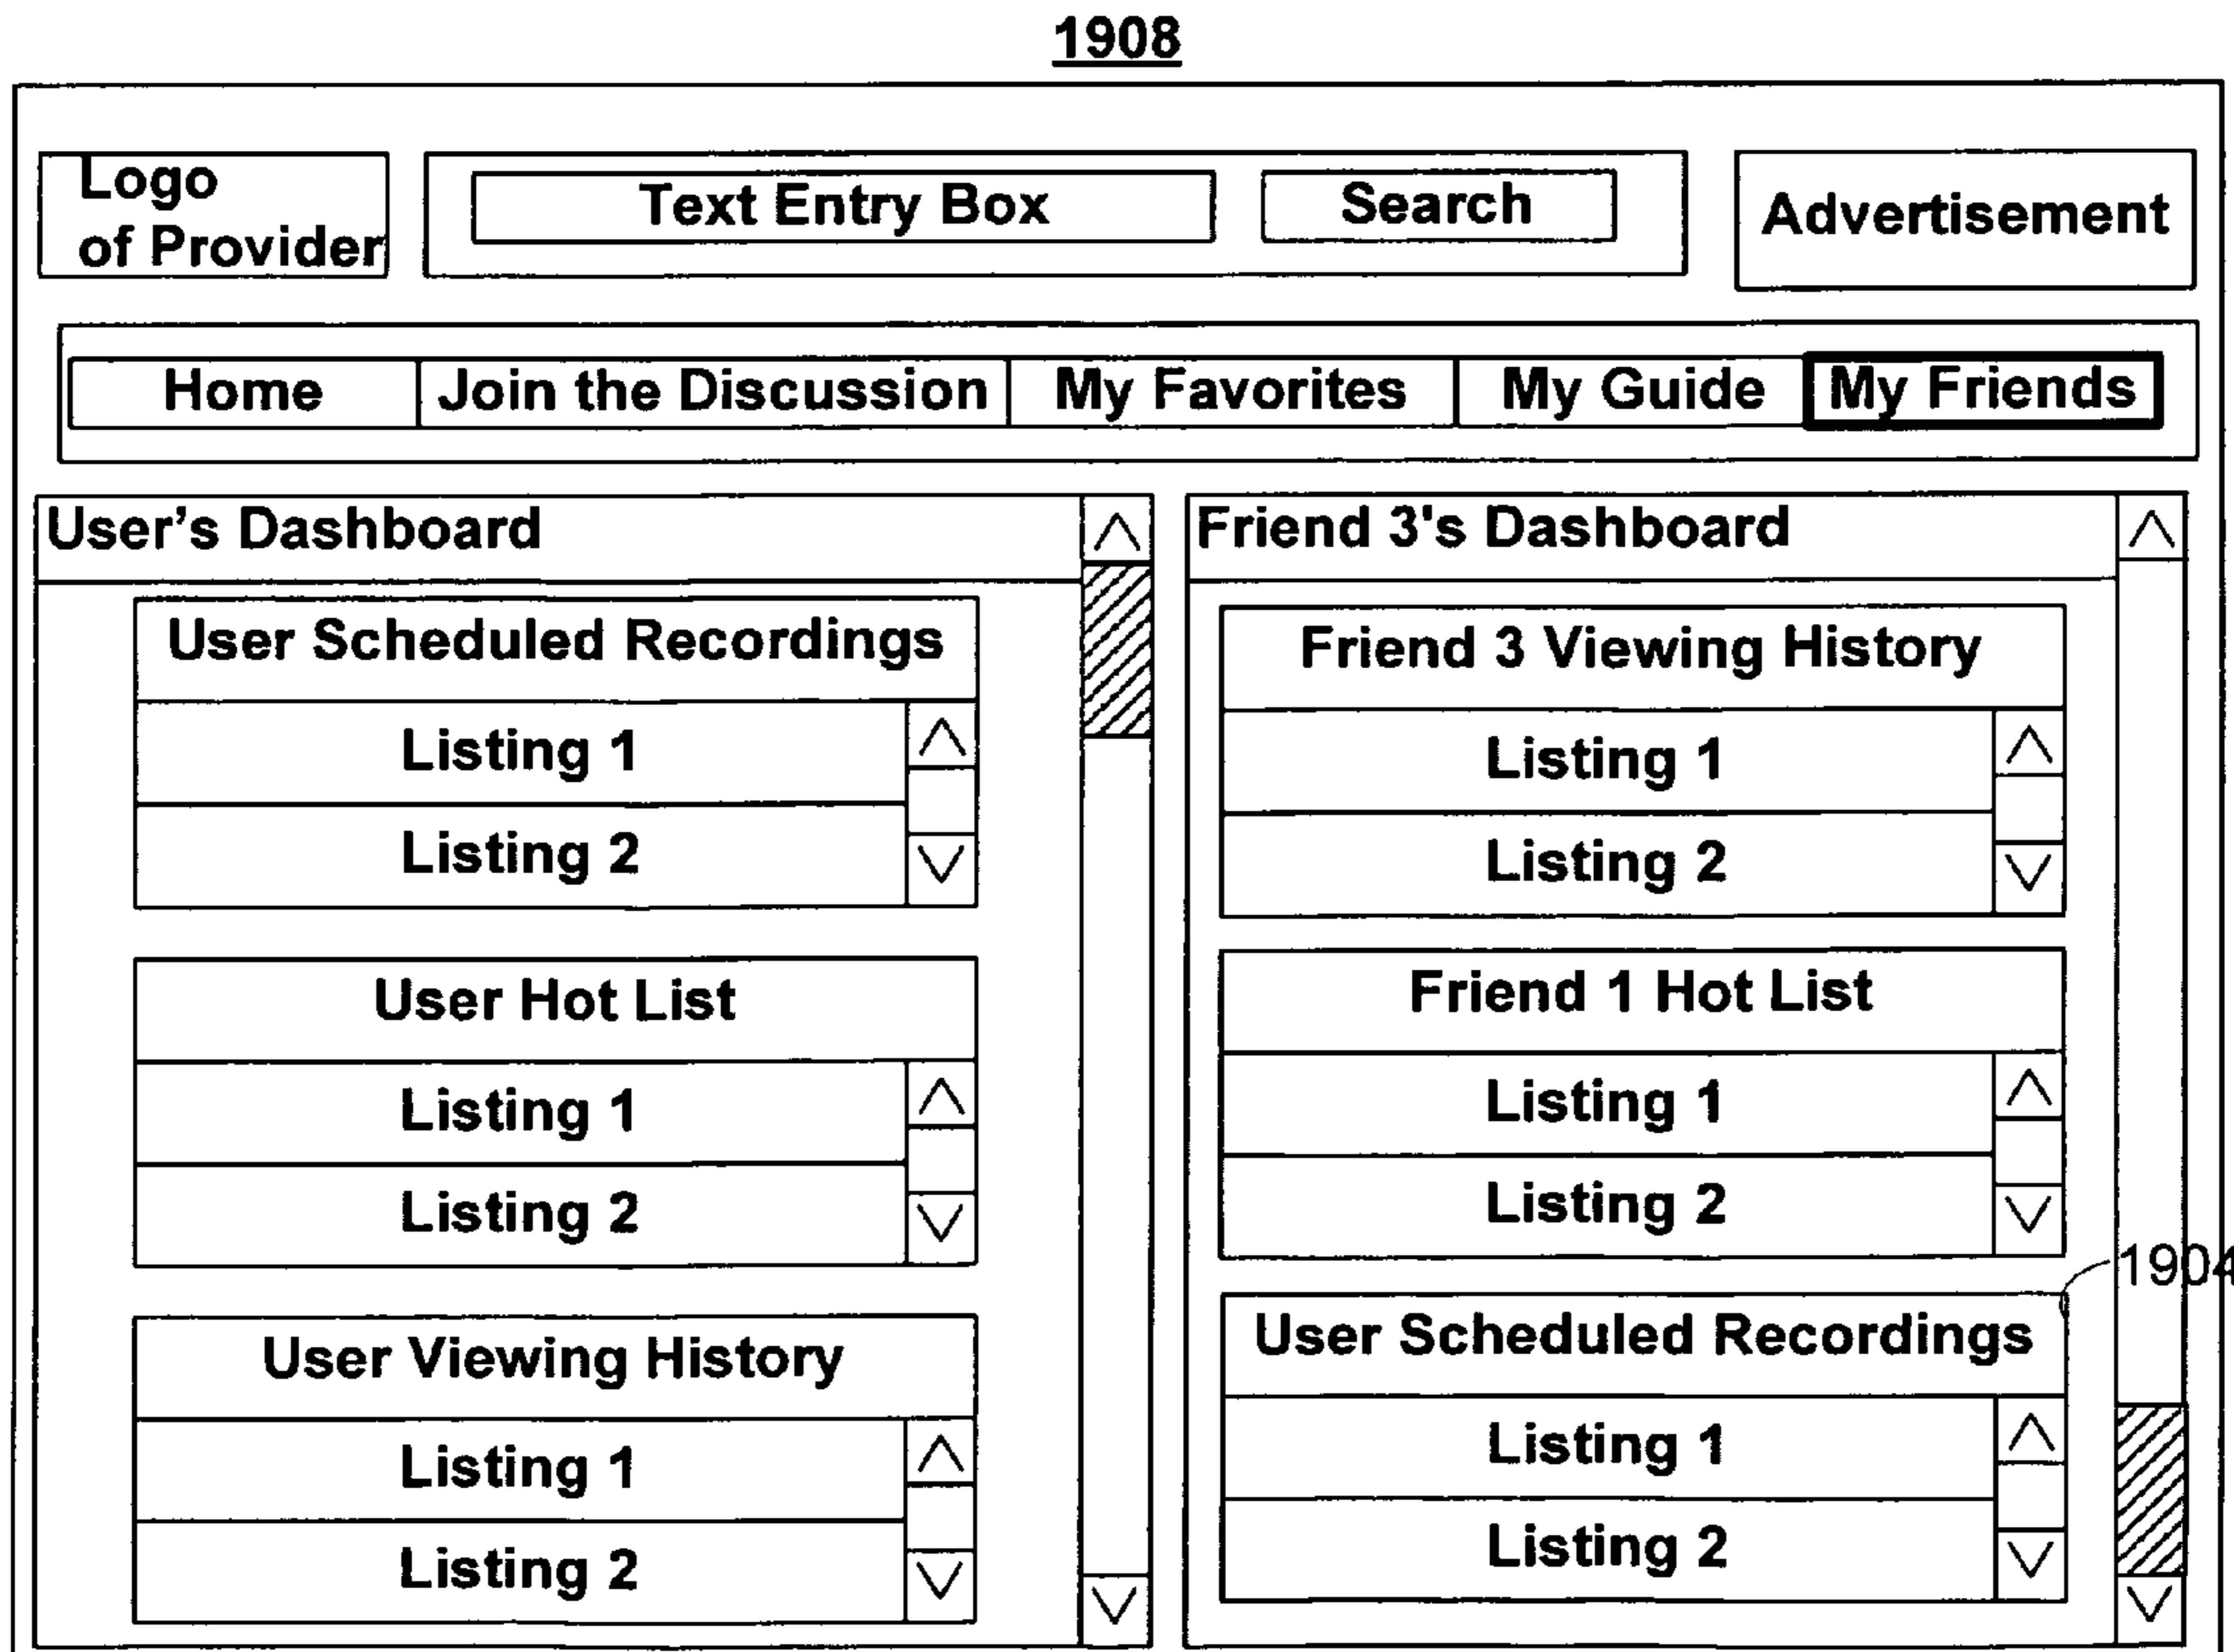 1908
Logo
of Provider
Text Entry Box
Search
Advertisement
Home
Join the Discussion
My Favorites
My Guide
My Friends
User's Dashboard
User Scheduled Recordings
Listing 1
Listing 2
User Hot List
Listing 1
Listing 2
User Viewing History
Listing 1
Listing 2
Friend 3's Dashboard
Friend 3 Viewing History
Listing 1
Listing 2
Friend 1 Hot List
Listing 1
Listing 2
1904
User Scheduled Recordings
Listing 1
Listing 2